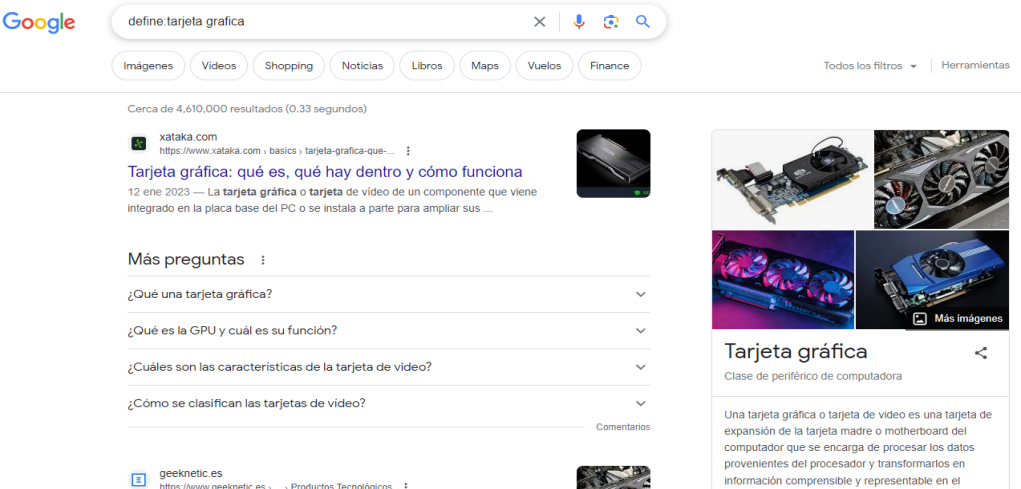 Google
define:tarjeta grafica
Imágenes
Videos
Shopping
Noticias
Libros
Maps
Vuelos
Finance
Todos los filtros
Herramientas
Cerca de 4,610,000 resultados (0.33 segundos)
xataka.com
https://www.xataka.com › basics › tarjeta-grafica-que-...
Tarjeta gráfica: qué es, qué hay dentro y cómo funciona
12 ene 2023 — La tarjeta gráfica o tarjeta de vídeo de un componente que viene
integrado en la placa base del PC o se instala a parte para ampliar sus ...
Más preguntas
¿Qué una tarjeta gráfica?
¿Qué es la GPU y cuál es su función?
¿Cuáles son las características de la tarjeta de video?
¿Cómo se clasifican las tarjetas de vídeo?
Comentarios
geeknetic.es
https://www.geeknetic.es › ... › Productos Tecnológicos
Más imágenes
Tarjeta gráfica
Clase de periférico de computadora
Una tarjeta gráfica o tarjeta de video es una tarjeta de
expansión de la tarjeta madre o motherboard del
computador que se encarga de procesar los datos
provenientes del procesador y transformarlos en
información comprensible y representable en el